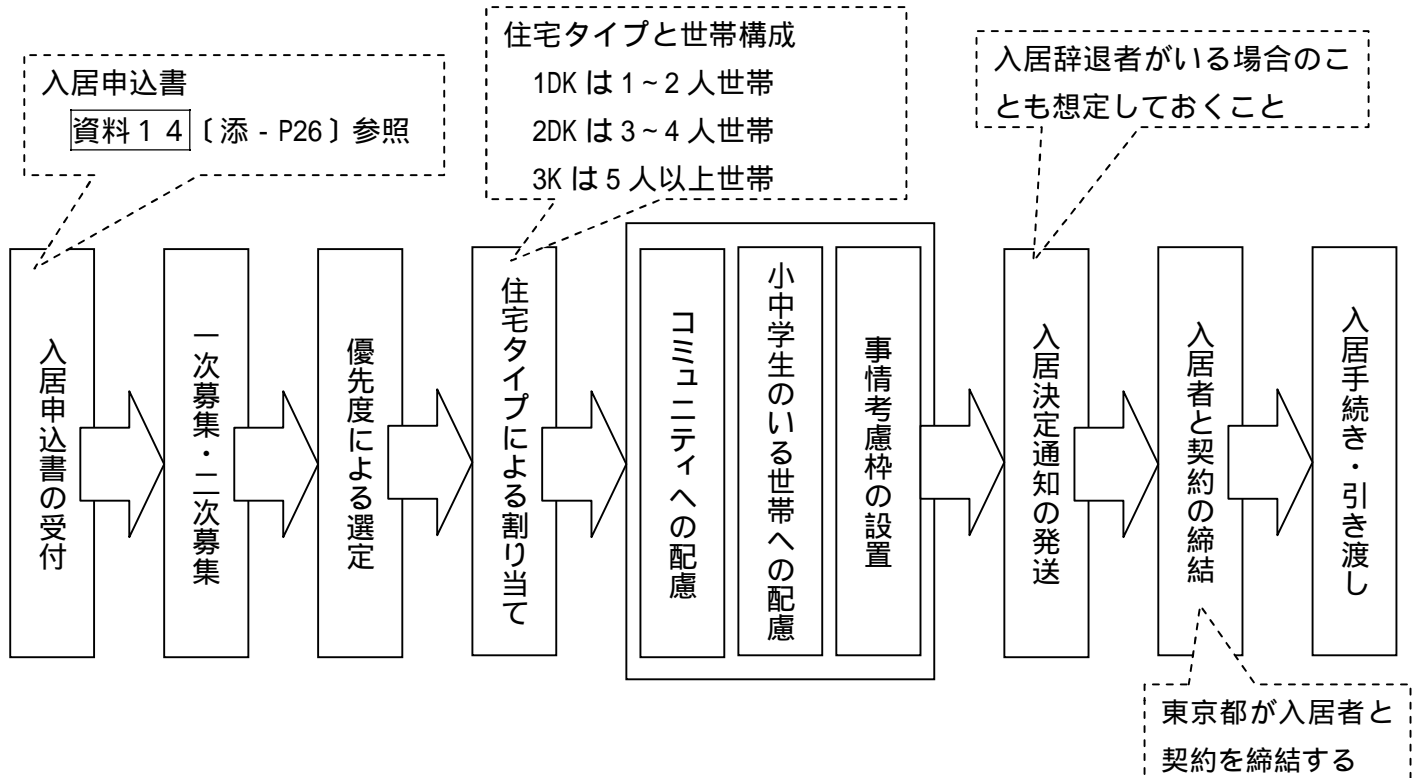 入居申込書
資料１４〔添 - P26〕参照
住宅タイプと世帯構成
1DK は 1~2 人世帯
2DK は 3~4 人世帯
3K は 5 人以上世帯
入居辞退者がいる場合のこ
とも想定しておくこと
入居申込書の受付
一次募集・二次募集
優先度による選定
住宅タイプによる割り当て
コミュニティへの配慮
小中学生のいる世帯への配慮
事情考慮枠の設置
入居決定通知の発送
入居者と契約の締結
入居手続き・引き渡し
東京都が入居者と
契約を締結する